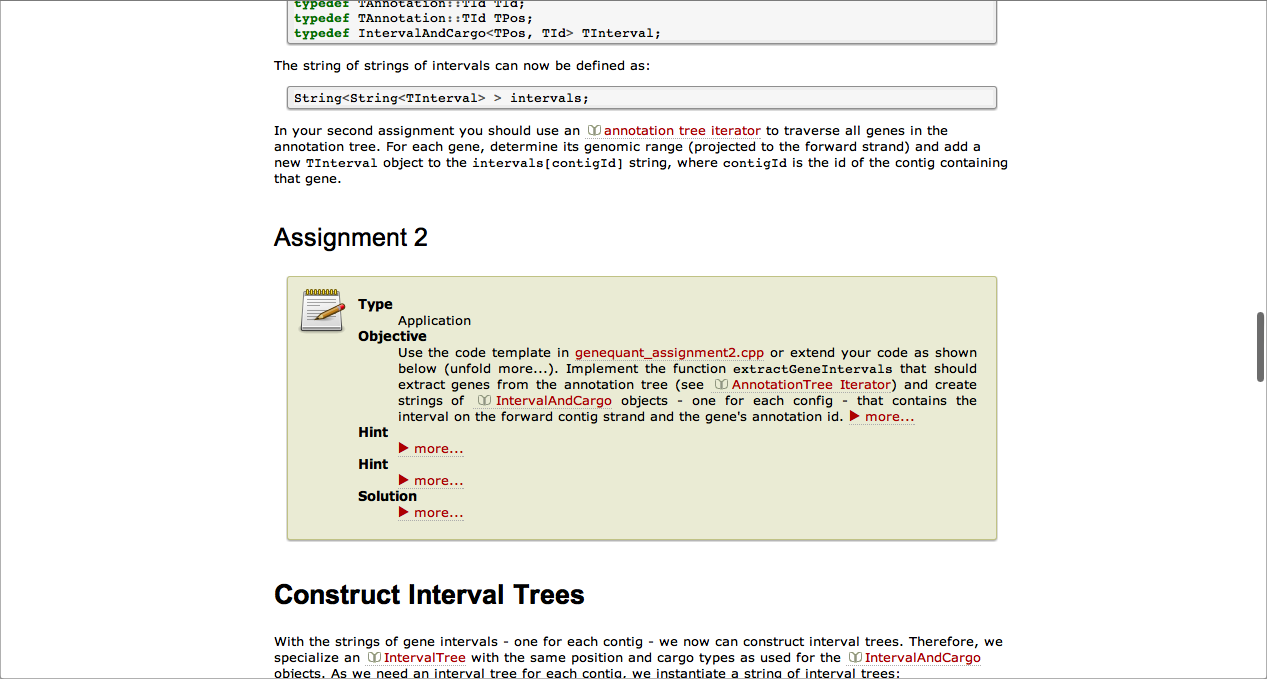 typedef TAnnotation::TId TId;
typedef TAnnotation::TId TPos;
typedef IntervalAndCargo<TPos, TId> TInterval;
The string of strings of intervals can now be defined as:
String<String<TInterval> > intervals;
In your second assignment you should use an annotation tree iterator to traverse all genes in the
annotation tree. For each gene, determine its genomic range (projected to the forward strand) and add a
new TInterval object to the intervals[contigId] string, where contigId is the id of the contig containing
that gene.
Assignment 2
Type
Application
Objective
Use the code template in genequant_assignment2.cpp or extend your code as shown
below (unfold more...). Implement the function extractGeneIntervals that should
extract genes from the annotation tree (see AnnotationTree Iterator) and create
strings of IntervalAndCargo objects - one for each config - that contains the
interval on the forward contig strand and the gene's annotation id. ▶ more...
Hint
▶ more...
Hint
▶ more...
Solution
▶ more...
Construct Interval Trees
With the strings of gene intervals - one for each contig - we now can construct interval trees. Therefore, we
specialize an IntervalTree with the same position and cargo types as used for the IntervalAndCargo
objects. As we need an interval tree for each contig, we instantiate a string of interval trees: